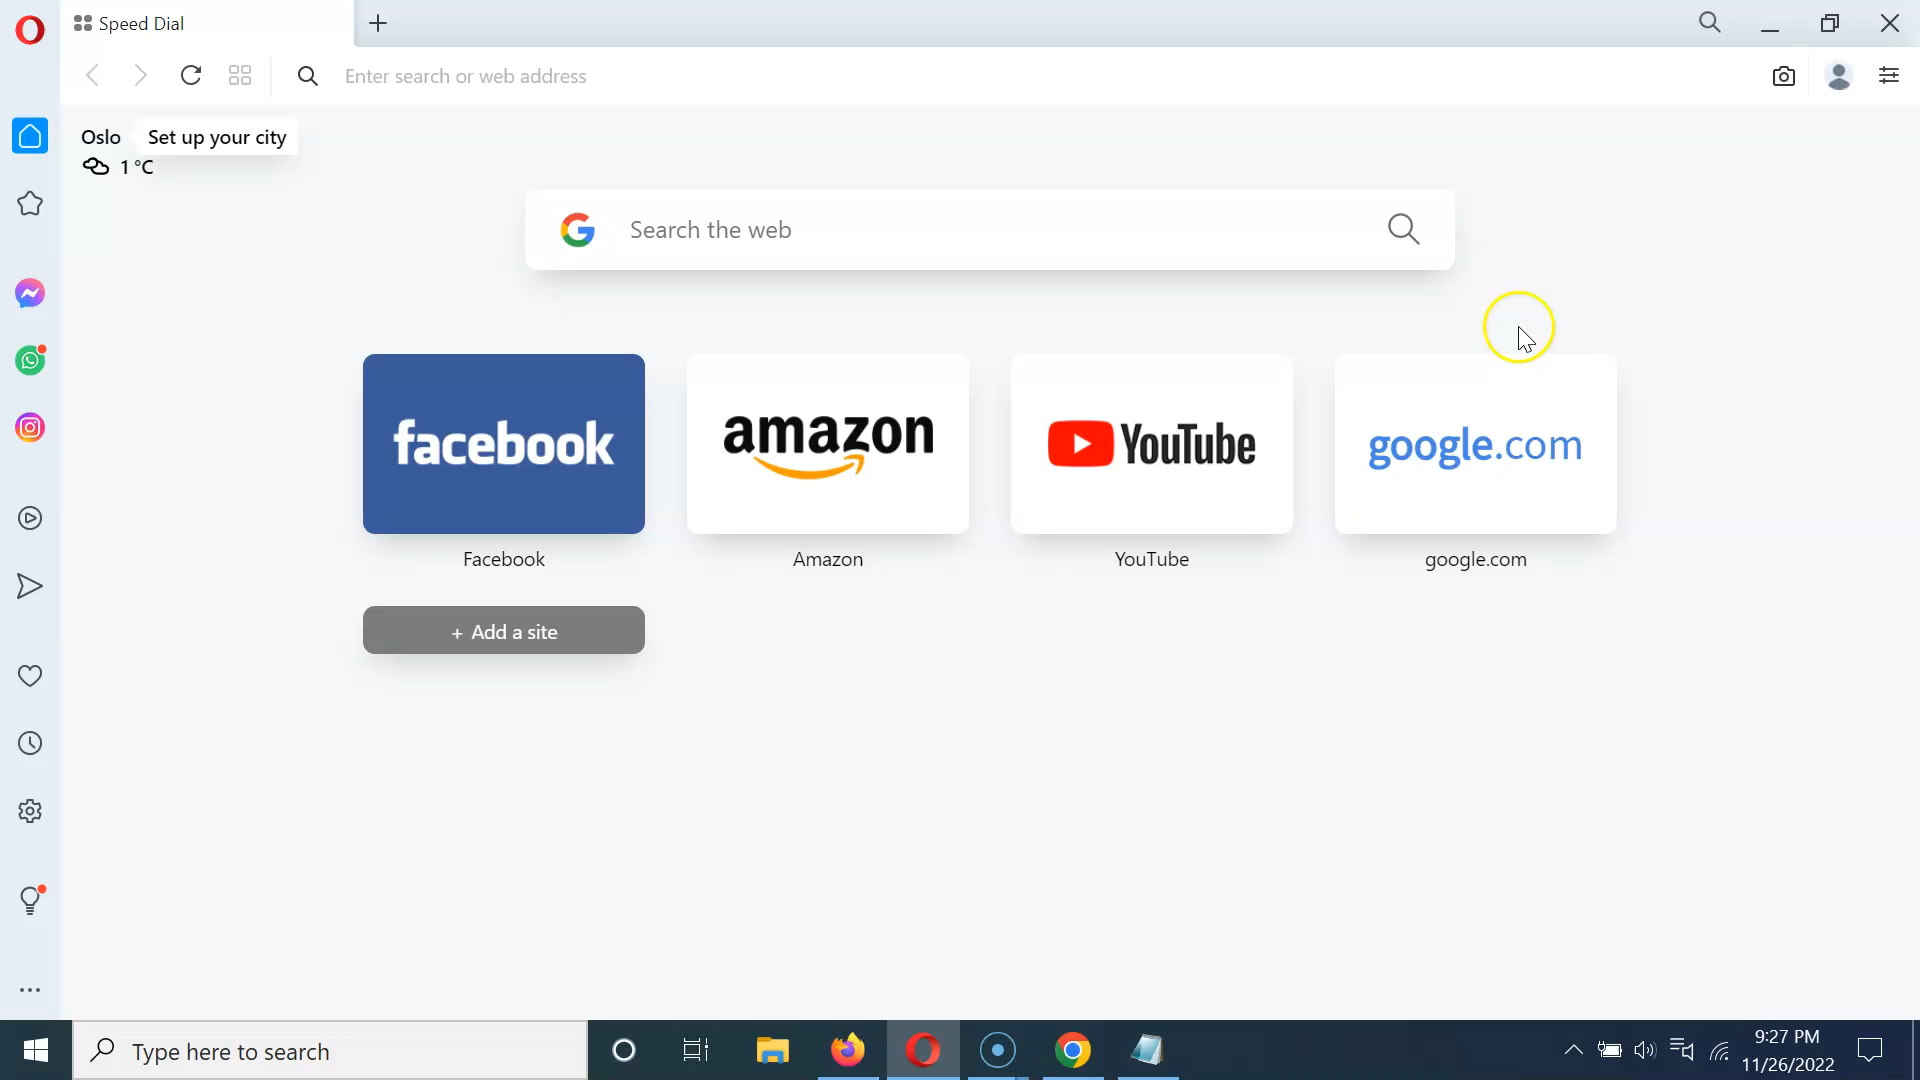 Speed Dial
Enter search or web address
Oslo
Set up your city
1 °C
Search the web
facebook
amazon
YouTube
google.com
Facebook
Amazon
YouTube
google.com
+ Add a site
Type here to search
9:27 PM
11/26/2022